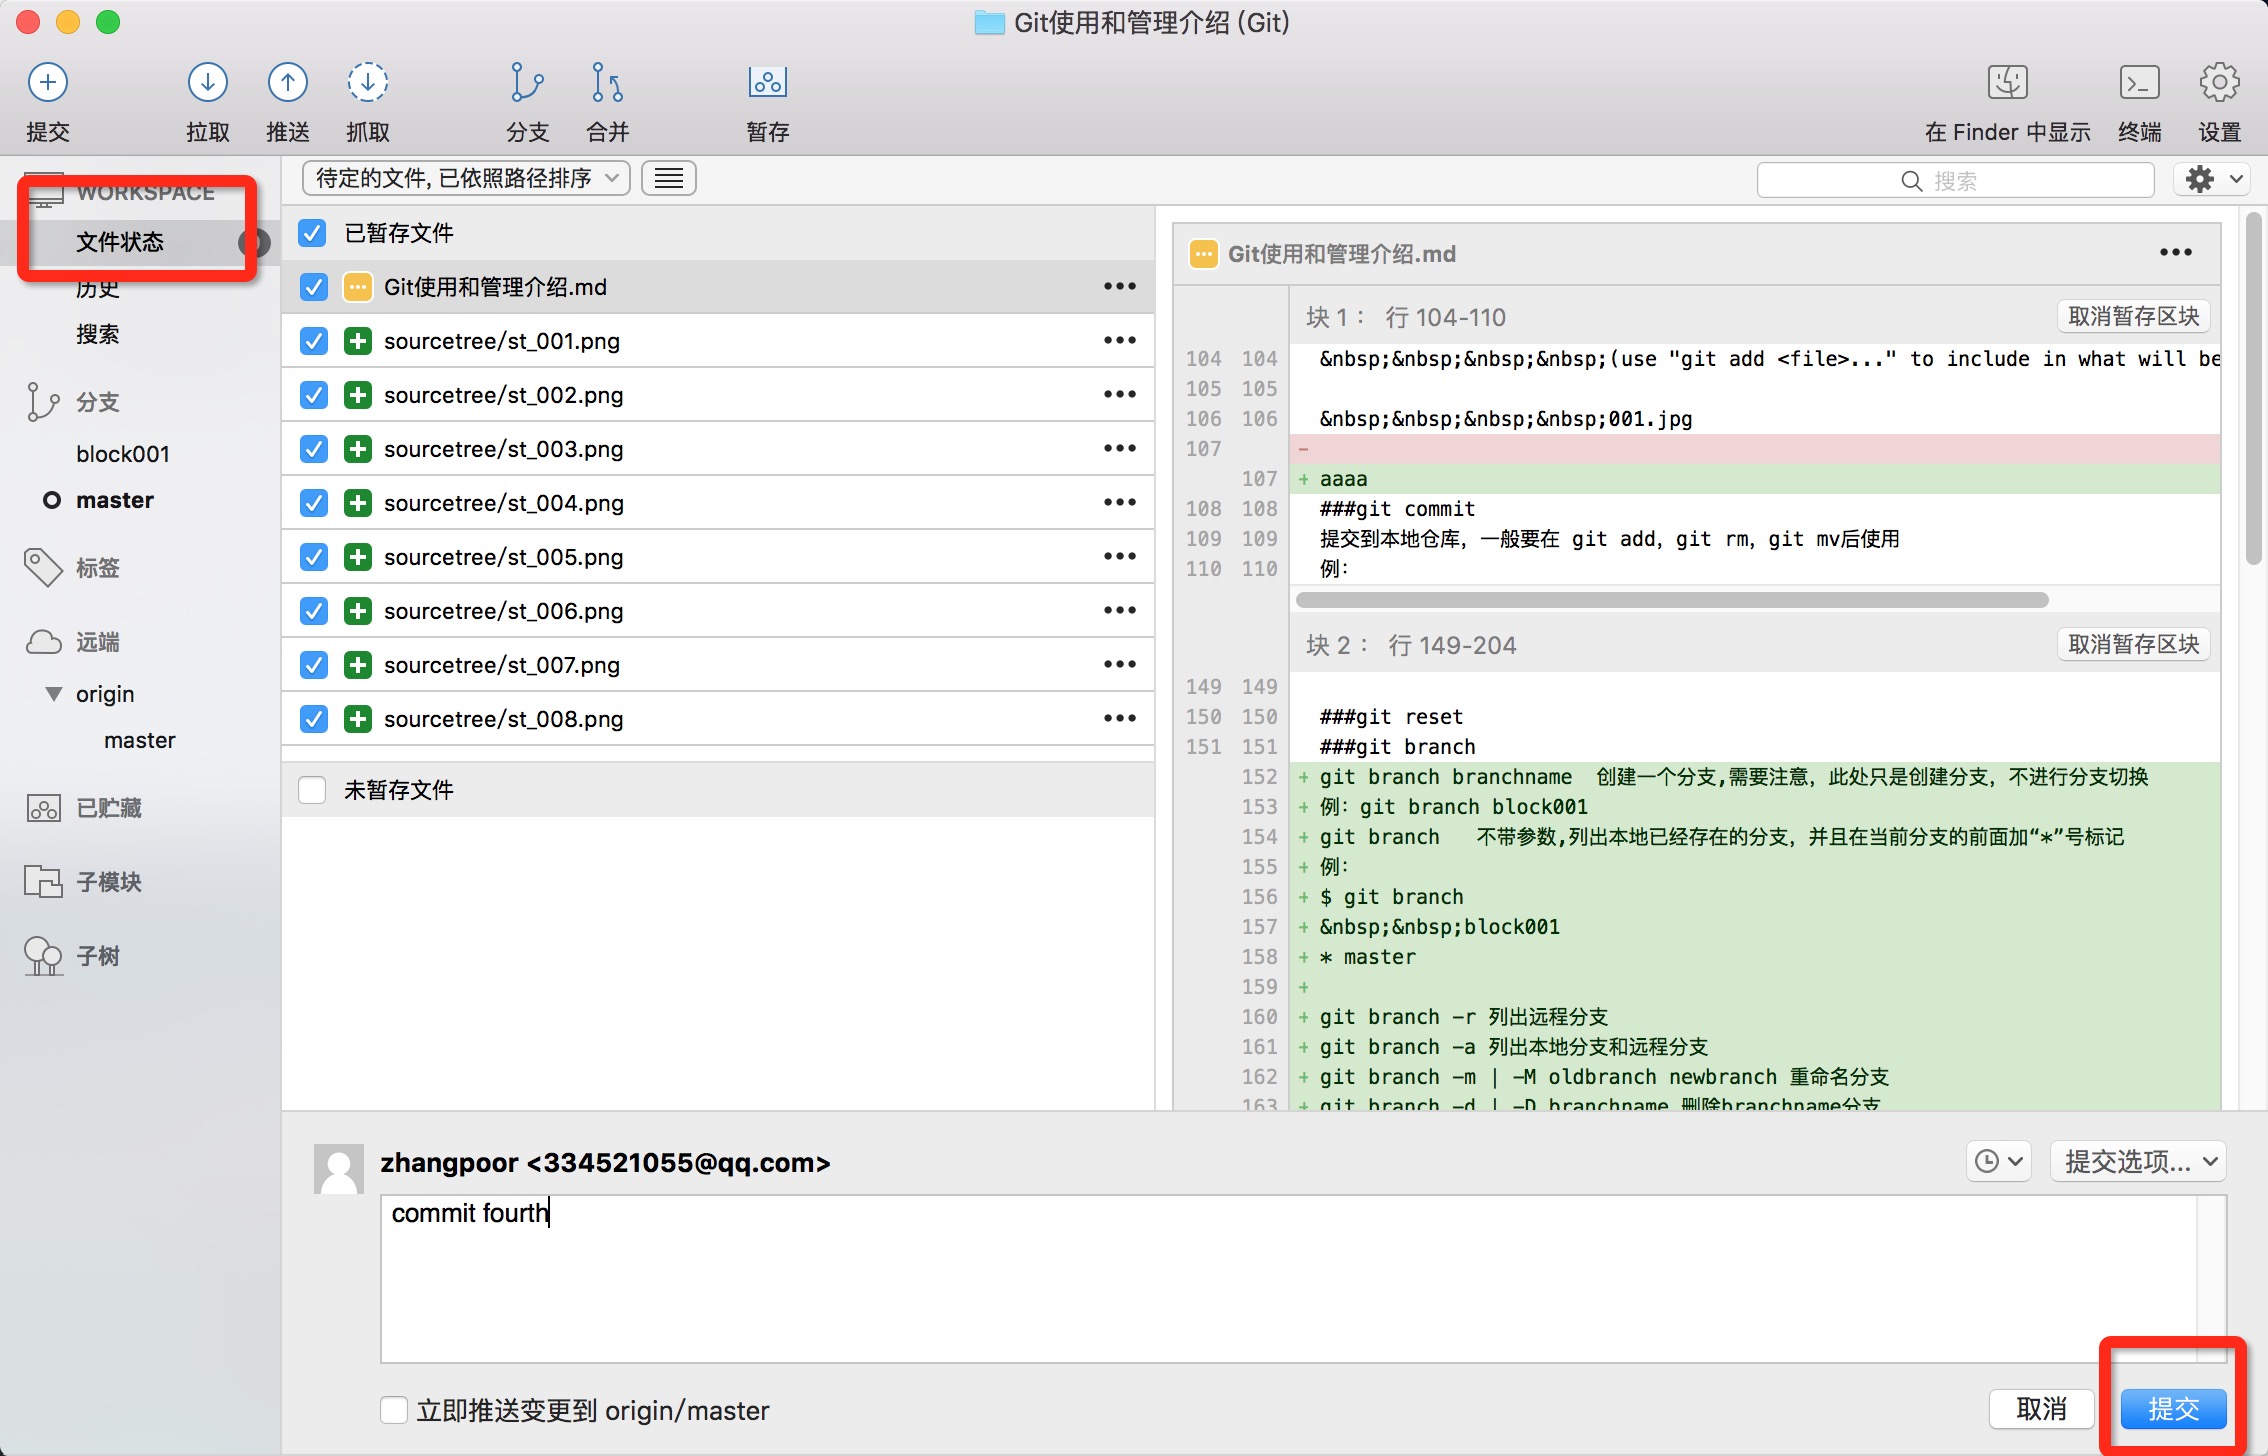 Git使用和管理介绍 (Git)
提交
拉取
推送
抓取
分支
合并
暂存
在 Finder 中显示
终端
设置
WORKSPACE
文件状态
历史
搜索
分支
block001
master
标签
远端
origin
master
已贮藏
子模块
子树
待定的文件, 已依照路径排序
搜索
已暂存文件
Git使用和管理介绍.md
sourcetree/st_001.png
sourcetree/st_002.png
sourcetree/st_003.png
sourcetree/st_004.png
sourcetree/st_005.png
sourcetree/st_006.png
sourcetree/st_007.png
sourcetree/st_008.png
未暂存文件
Git使用和管理介绍.md
块 1： 行 104-110
取消暂存区块
104 104 &nbsp;&nbsp;&nbsp;&nbsp;(use "git add <file>..." to include in what will be
105 105
106 106 &nbsp;&nbsp;&nbsp;&nbsp;001.jpg
107 -
107 + aaaa
108 108 ###git commit
109 109 提交到本地仓库，一般要在 git add，git rm，git mv后使用
110 110 例：
块 2： 行 149-204
取消暂存区块
149 149
150 150 ###git reset
151 151 ###git branch
152 + git branch branchname 创建一个分支,需要注意，此处只是创建分支，不进行分支切换
153 + 例：git branch block001
154 + git branch 不带参数,列出本地已经存在的分支，并且在当前分支的前面加“*”号标记
155 + 例：
156 + $ git branch
157 + &nbsp;&nbsp;block001
158 + * master
159 +
160 + git branch -r 列出远程分支
161 + git branch -a 列出本地分支和远程分支
162 + git branch -m | -M oldbranch newbranch 重命名分支
163 + git branch -d | -D branchname 删除branchname分支
zhangpoor <334521055@qq.com>
提交选项...
commit fourth
立即推送变更到 origin/master
取消
提交